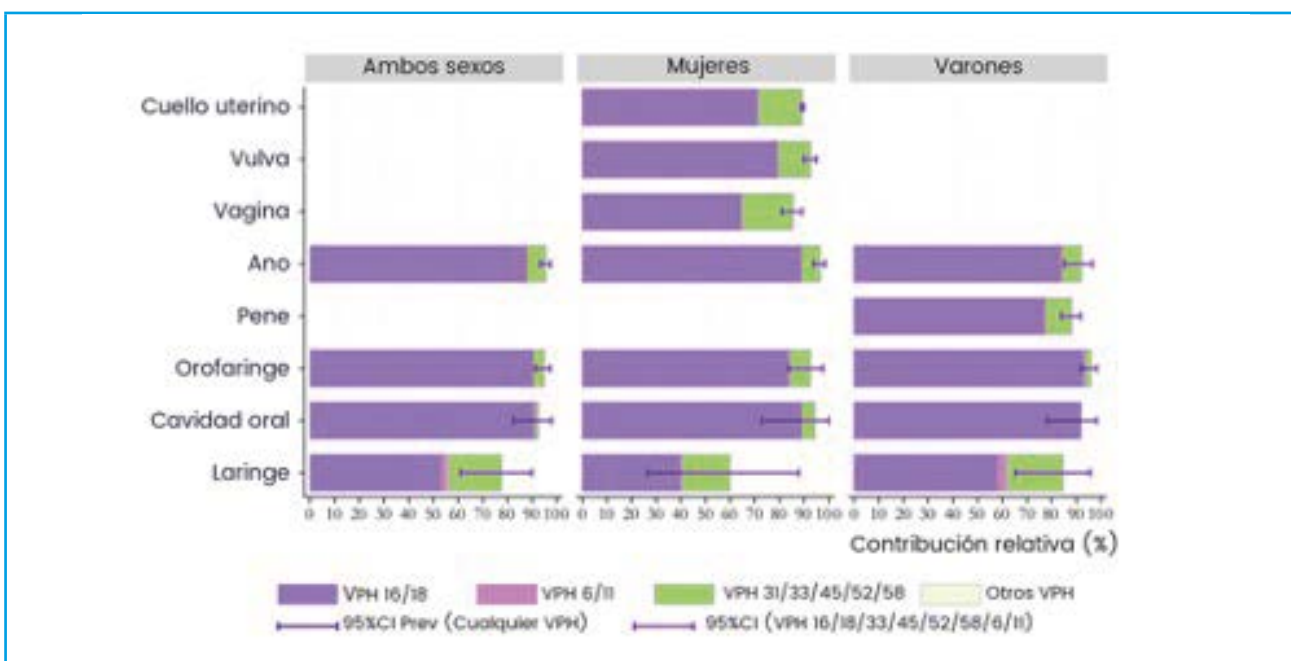 Ambos sexos Mujeres Varones
Cuello uterino
Vulva
Vagina
Ano
Pene
Orofaringe
Cavidad oral
Laringe
0 10 20 30 40 50 60 70 80 90 100 0 10 20 30 40 50 60 70 80 90 100 0 10 20 30 40 50 60 70 80 90 100
Contribución relativa (%)
VPH 16/18 VPH 6/11 VPH 31/33/45/52/58 Otros VPH
95%CI Prev (Cualquier VPH) 95%CI (VPH 16/18/33/45/52/58/6/11)